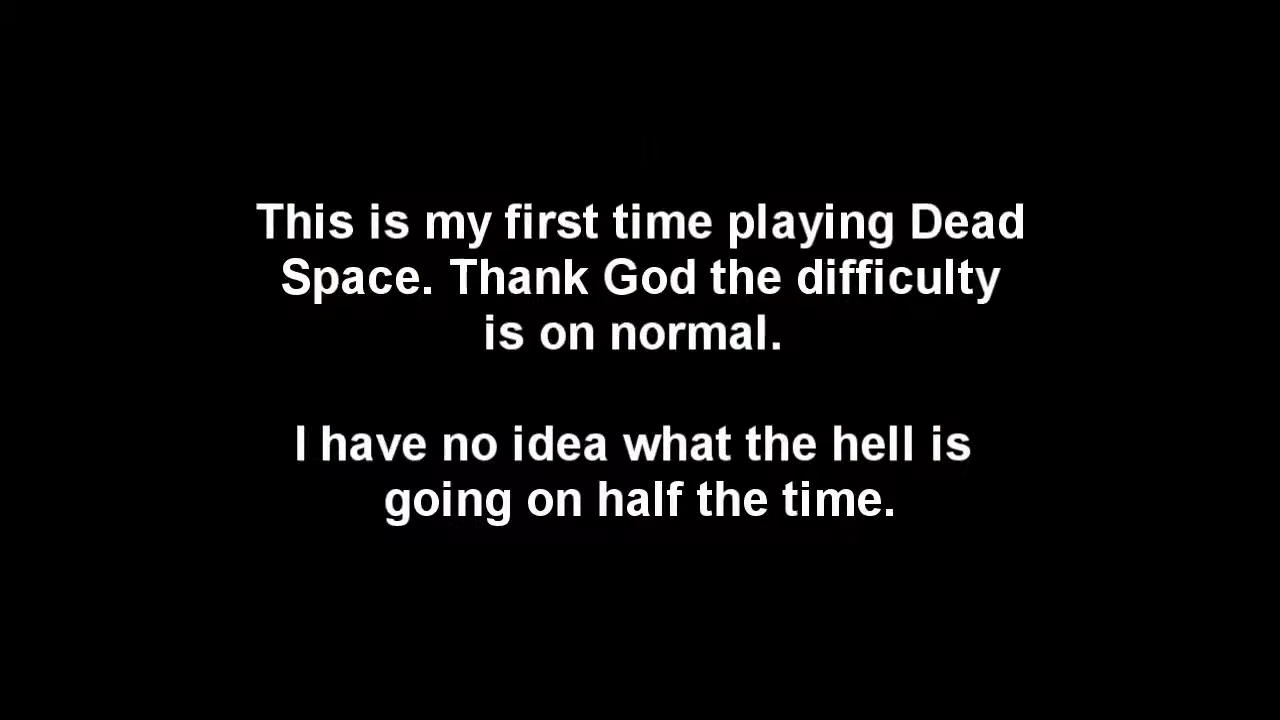 This is my first time playing Dead
Space. Thank God the difficulty
is on normal.
I have no idea what the hell is
going on half the time.